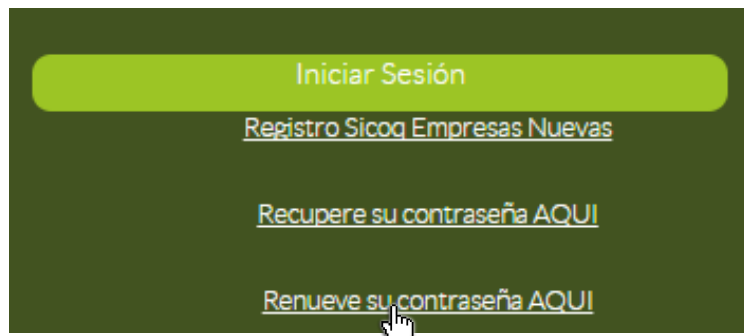 Iniciar Sesión
Registro Sicoq Empresas Nuevas
Recupere su contraseña AQUI
Renueve su contraseña AQUI